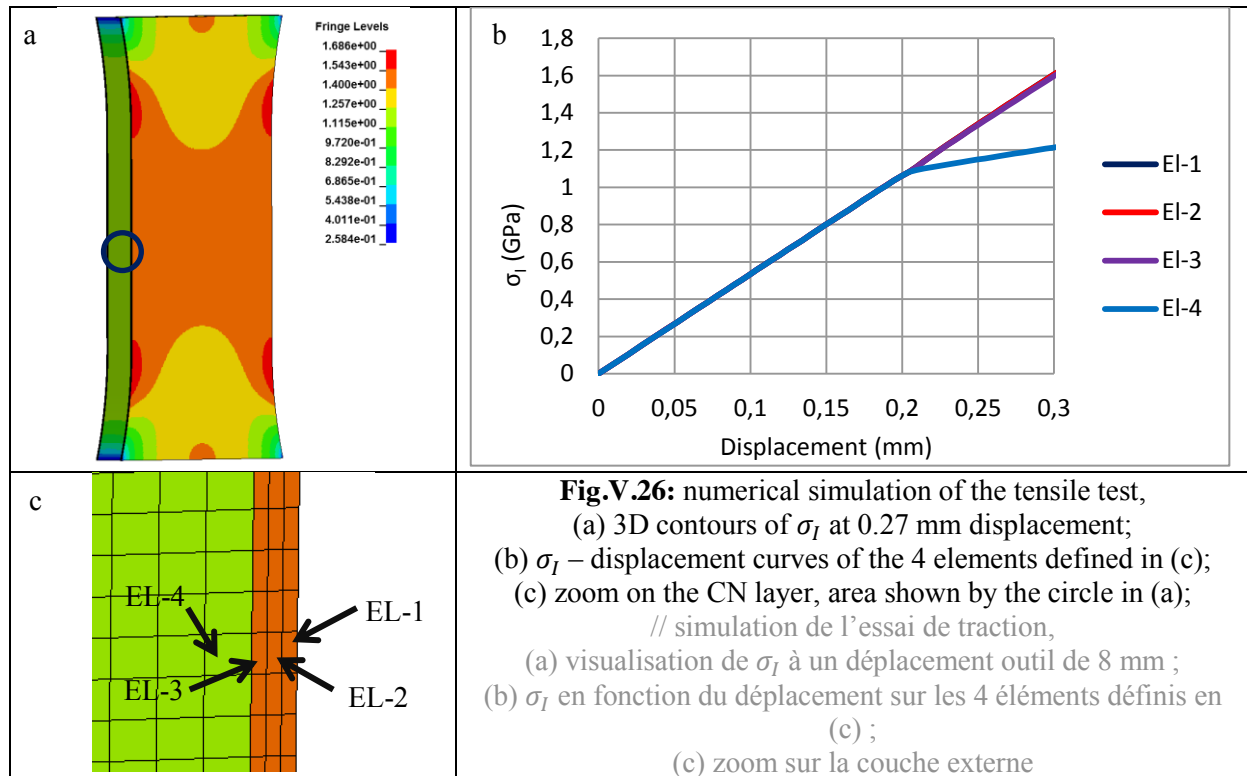 a
Fringe Levels
1.686e+00
1.543e+00
1.400e+00
1.257e+00
1.115e+00
9.720e-01
8.292e-01
6.865e-01
5.438e-01
4.011e-01
2.584e-01
b
1,8
1,6
1,4
1,2
1
0,8
0,6
0,4
0,2
0
σI (GPa)
0 0,05 0,1 0,15 0,2 0,25 0,3
Displacement (mm)
El-1
El-2
El-3
El-4
c
EL-4
EL-1
EL-3
EL-2
Fig.V.26: numerical simulation of the tensile test,
(a) 3D contours of σI at 0.27 mm displacement;
(b) σI – displacement curves of the 4 elements defined in (c);
(c) zoom on the CN layer, area shown by the circle in (a);
// simulation de l’essai de traction,
(a) visualisation de σI à un déplacement outil de 8 mm ;
(b) σI en fonction du déplacement sur les 4 éléments définis en
(c) ;
(c) zoom sur la couche externe